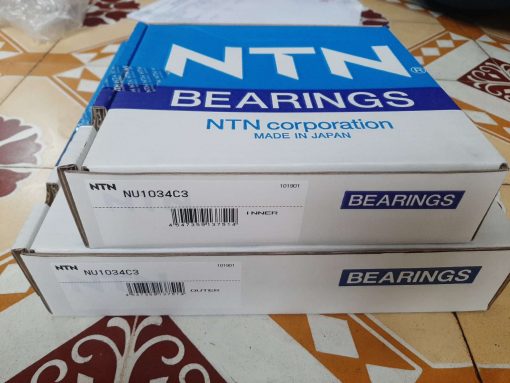 NTN®
BEARINGS
NTN corporation
MADE IN JAPAN
NTN NU1034C3 101901
INNER
BEARINGS
NTN NU1034C3 101901
OUTER
BEARINGS